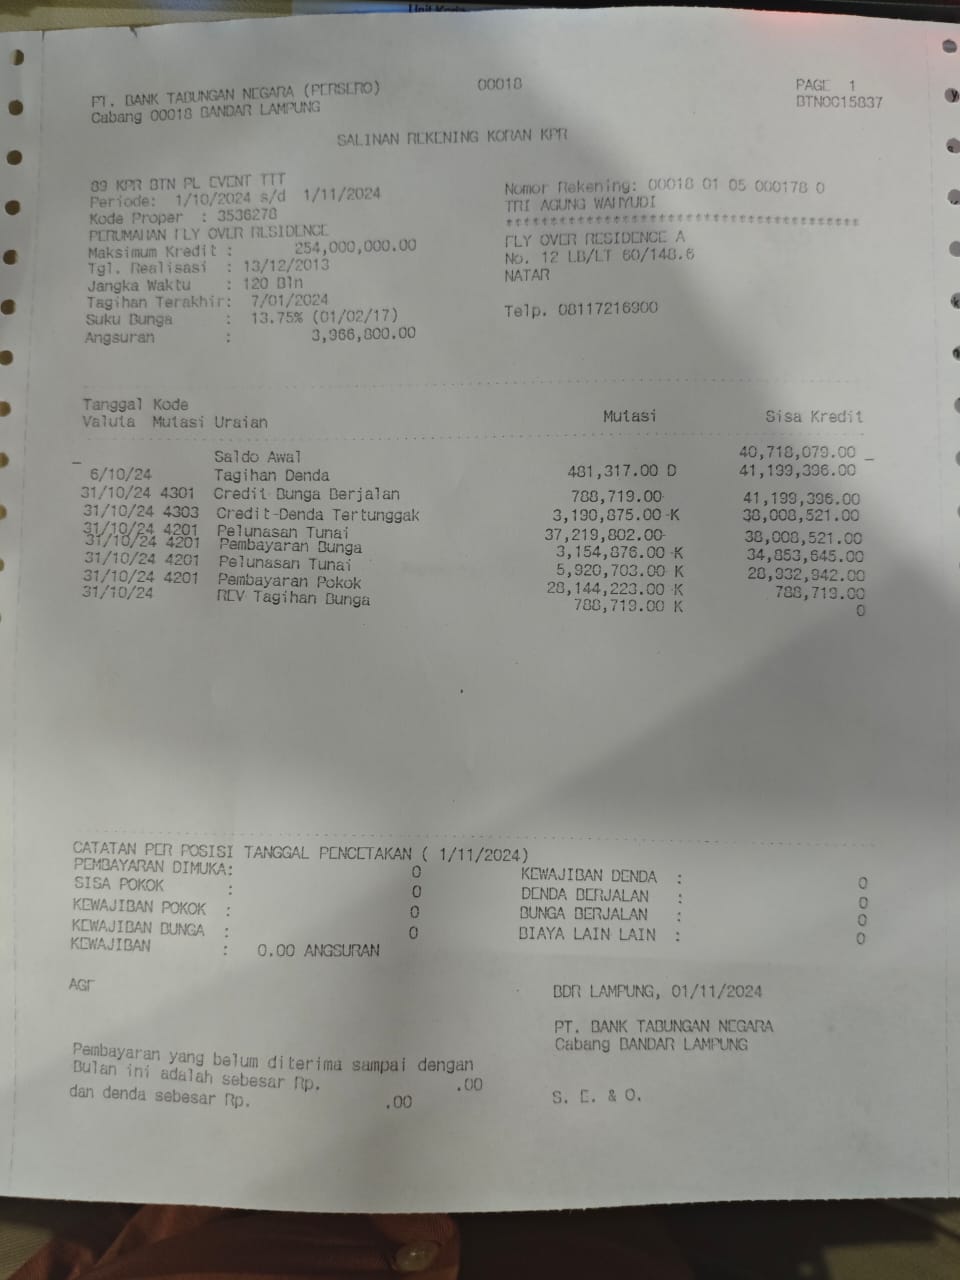 PT. BANK TABUNGAN NEGARA (PERSERO) 00018 PAGE 1
Cabang 00018 BANDAR LAMPUNG BTN0015837
SALINAN REKENING KORAN KPR
89 KPR BTN PL EVENT TTT
Periode: 1/10/2024 s/d 1/11/2024
Kode Proper : 3536278
PERUMAHAN FLY OVER RESIDENCE
Maksimum Kredit : 254,000,000.00
Tgl. Realisasi : 13/12/2013
Jangka Waktu : 120 Bln
Tagihan Terakhir: 7/01/2024
Suku Bunga : 13.75% (01/02/17)
Angsuran : 3,966,800.00
Nomor Rekening: 00018 01 05 000178 0
TRI AGUNG WAHYUDI
****************************************
FLY OVER RESIDENCE A
No. 12 LB/LT 60/148.6
NATAR
Telp. 08117216900
Tanggal Kode
Valuta Mutasi Uraian Mutasi Sisa Kredit
Saldo Awal 40,718,079.00
6/10/24 Tagihan Denda 481,317.00 D 41,199,396.00
31/10/24 4301 Credit Bunga Berjalan 788,719.00 41,199,396.00
31/10/24 4303 Credit-Denda Tertunggak 3,190,875.00 K 38,008,521.00
31/10/24 4201 Pelunasan Tunai 37,219,802.00 38,008,521.00
31/10/24 4201 Pembayaran Bunga 3,154,876.00 K 34,853,645.00
31/10/24 4201 Pelunasan Tunai 5,920,703.00 K 28,932,942.00
31/10/24 4201 Pembayaran Pokok 28,144,223.00 K 788,719.00
31/10/24 REV Tagihan Bunga 788,719.00 K 0
CATATAN PER POSISI TANGGAL PENCETAKAN ( 1/11/2024)
PEMBAYARAN DIMUKA: 0 KEWAJIBAN DENDA : 0
SISA POKOK : 0 DENDA BERJALAN : 0
KEWAJIBAN POKOK : 0 BUNGA BERJALAN : 0
KEWAJIBAN BUNGA : 0 BIAYA LAIN LAIN : 0
KEWAJIBAN : 0.00 ANGSURAN
AGF
BDR LAMPUNG, 01/11/2024
PT. BANK TABUNGAN NEGARA
Cabang BANDAR LAMPUNG
Pembayaran yang belum diterima sampai dengan
Bulan ini adalah sebesar Rp. .00
dan denda sebesar Rp. .00
S. E. & O.